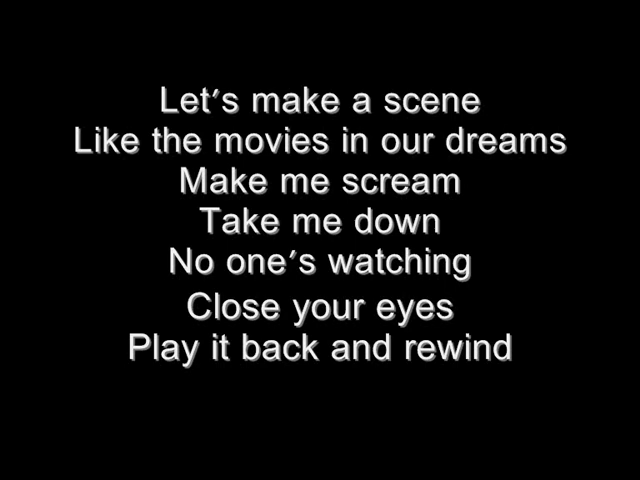 Let's make a scene
Like the movies in our dreams
Make me scream
Take me down
No one's watching
Close your eyes
Play it back and rewind